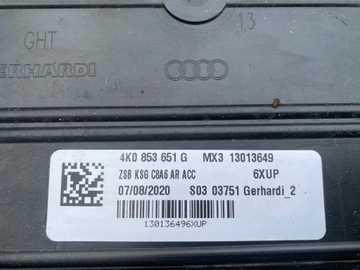 GHT
13
GERHARDI
4K0 853 651 G MX3 13013649
ZSB KSG C8A6 AR ACC 6XUP
07/08/2020 S03 03751 Gerhardi_2
130136496XUP